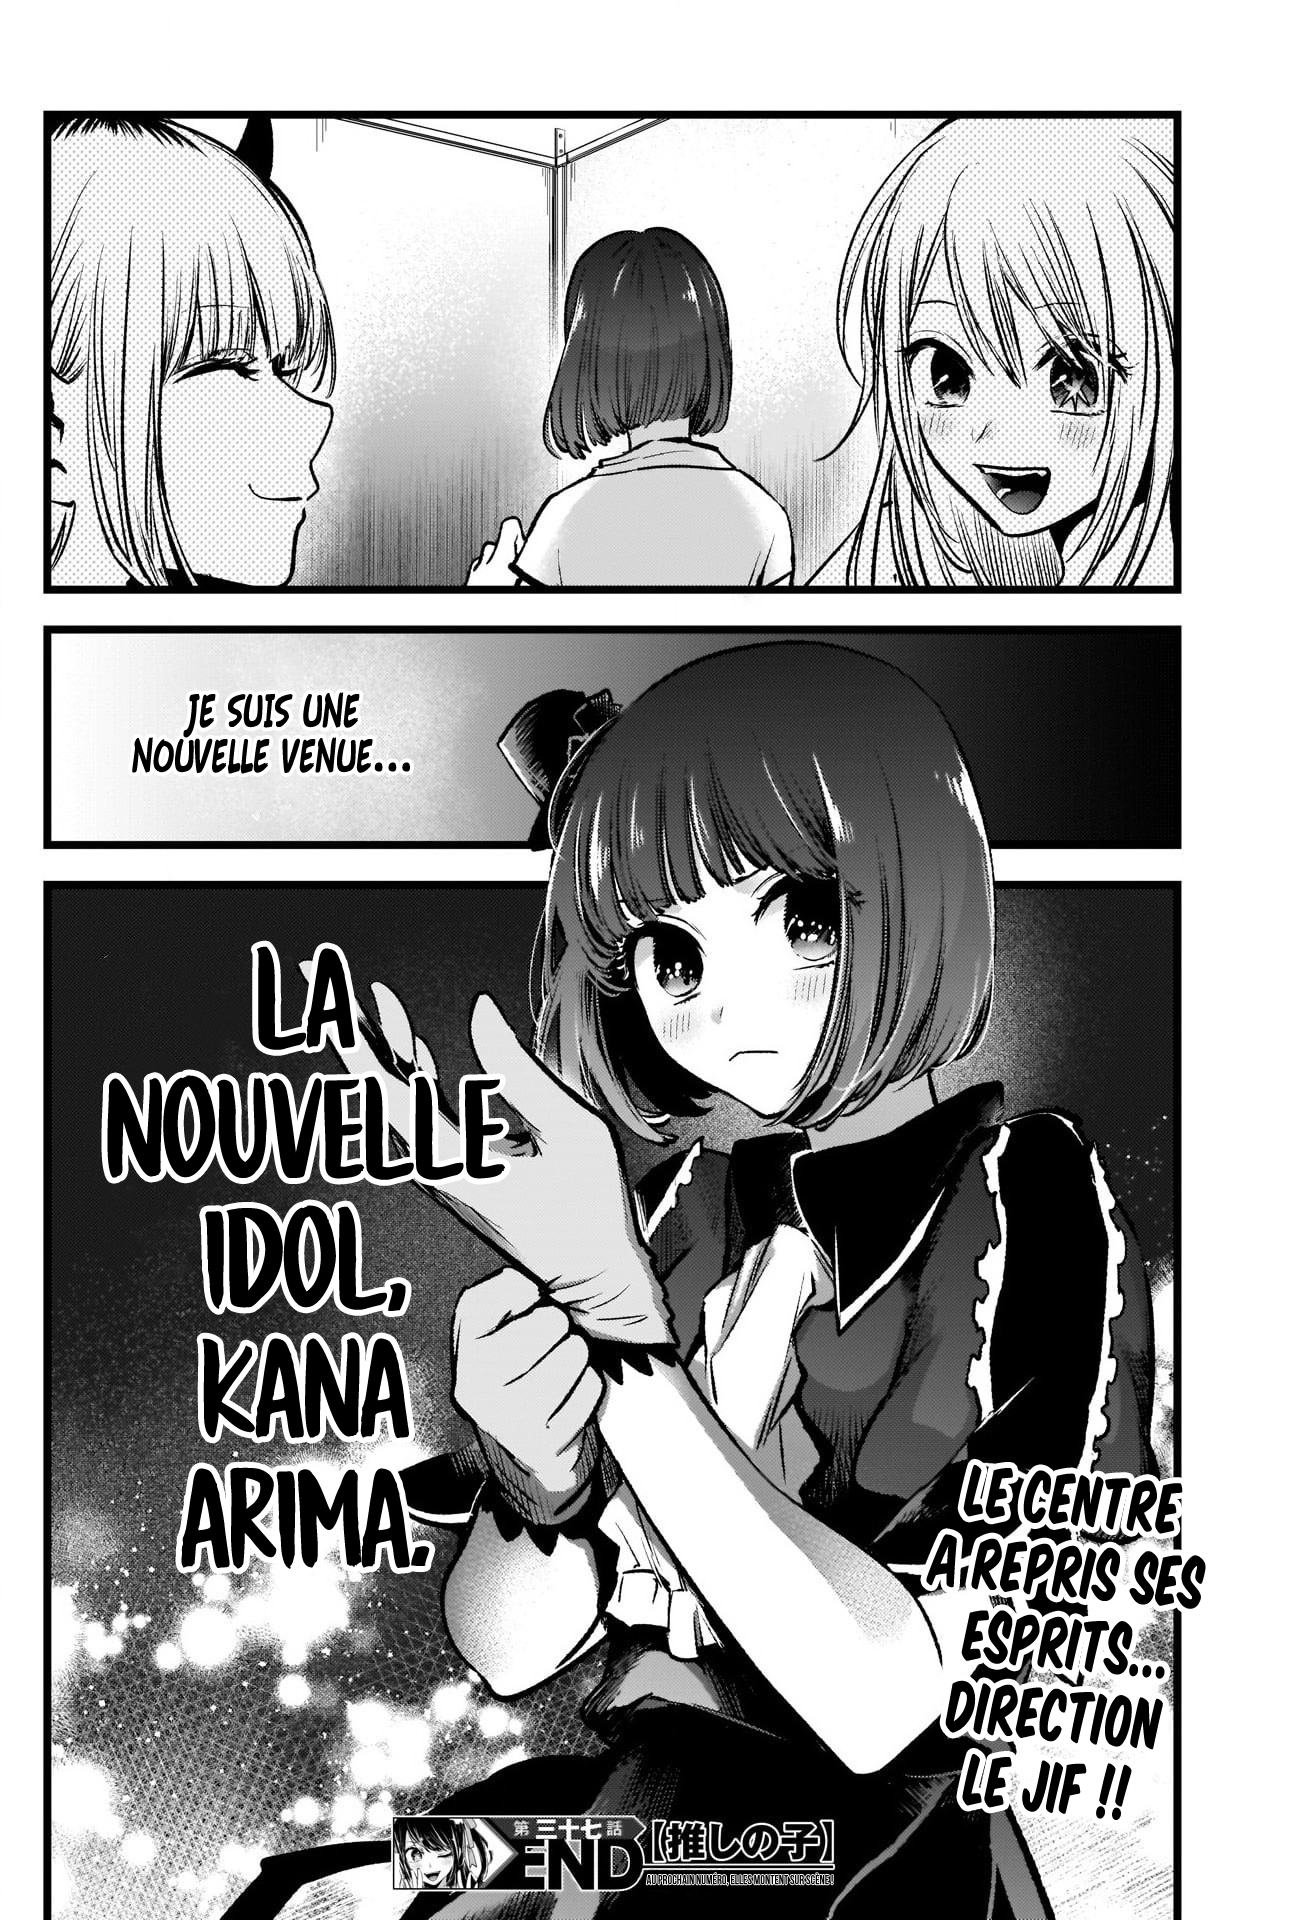 JE SUIS UNE
NOUVELLE VENUE...
LA
NOUVELLE
IDOL,
KANA
ARIMA.
LE CENTRE
A REPRIS SES
ESPRITS...
DIRECTION
LE JIF !!
第三十七話
END
【推しの子】
AU PROCHAIN NUMÉRO, ELLES MONTENT SUR SCÈNE !